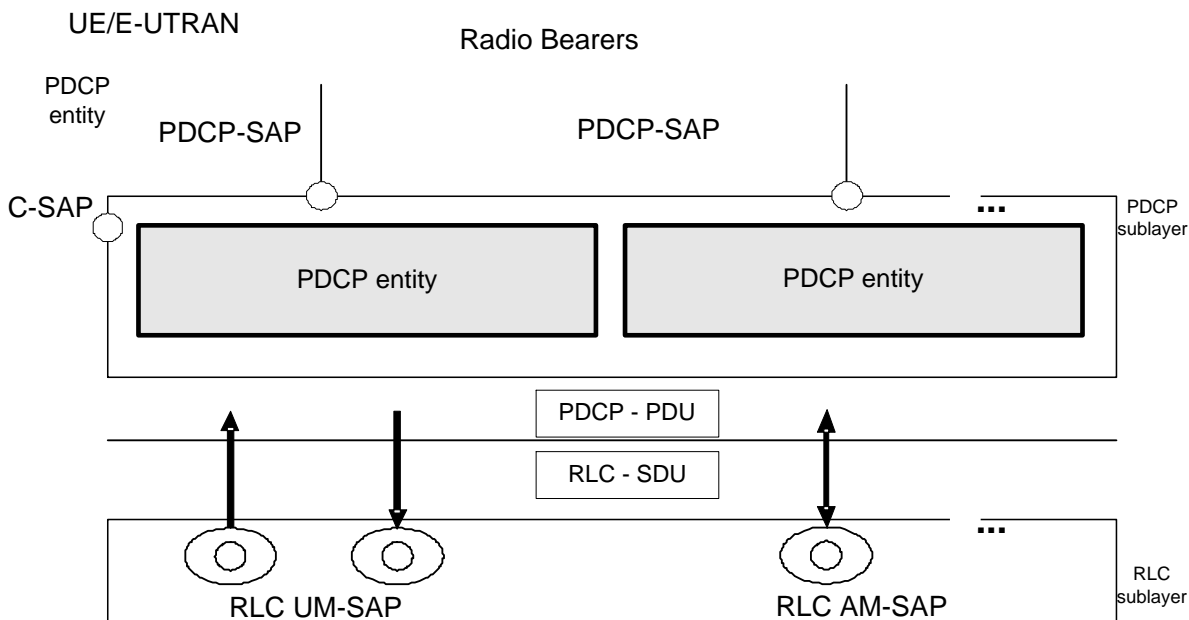 UE/E-UTRAN
Radio Bearers
PDCP
entity
PDCP-SAP
PDCP-SAP
C-SAP
...
PDCP
sublayer
PDCP entity
PDCP entity
PDCP - PDU
RLC - SDU
...
RLC UM-SAP
RLC AM-SAP
RLC
sublayer